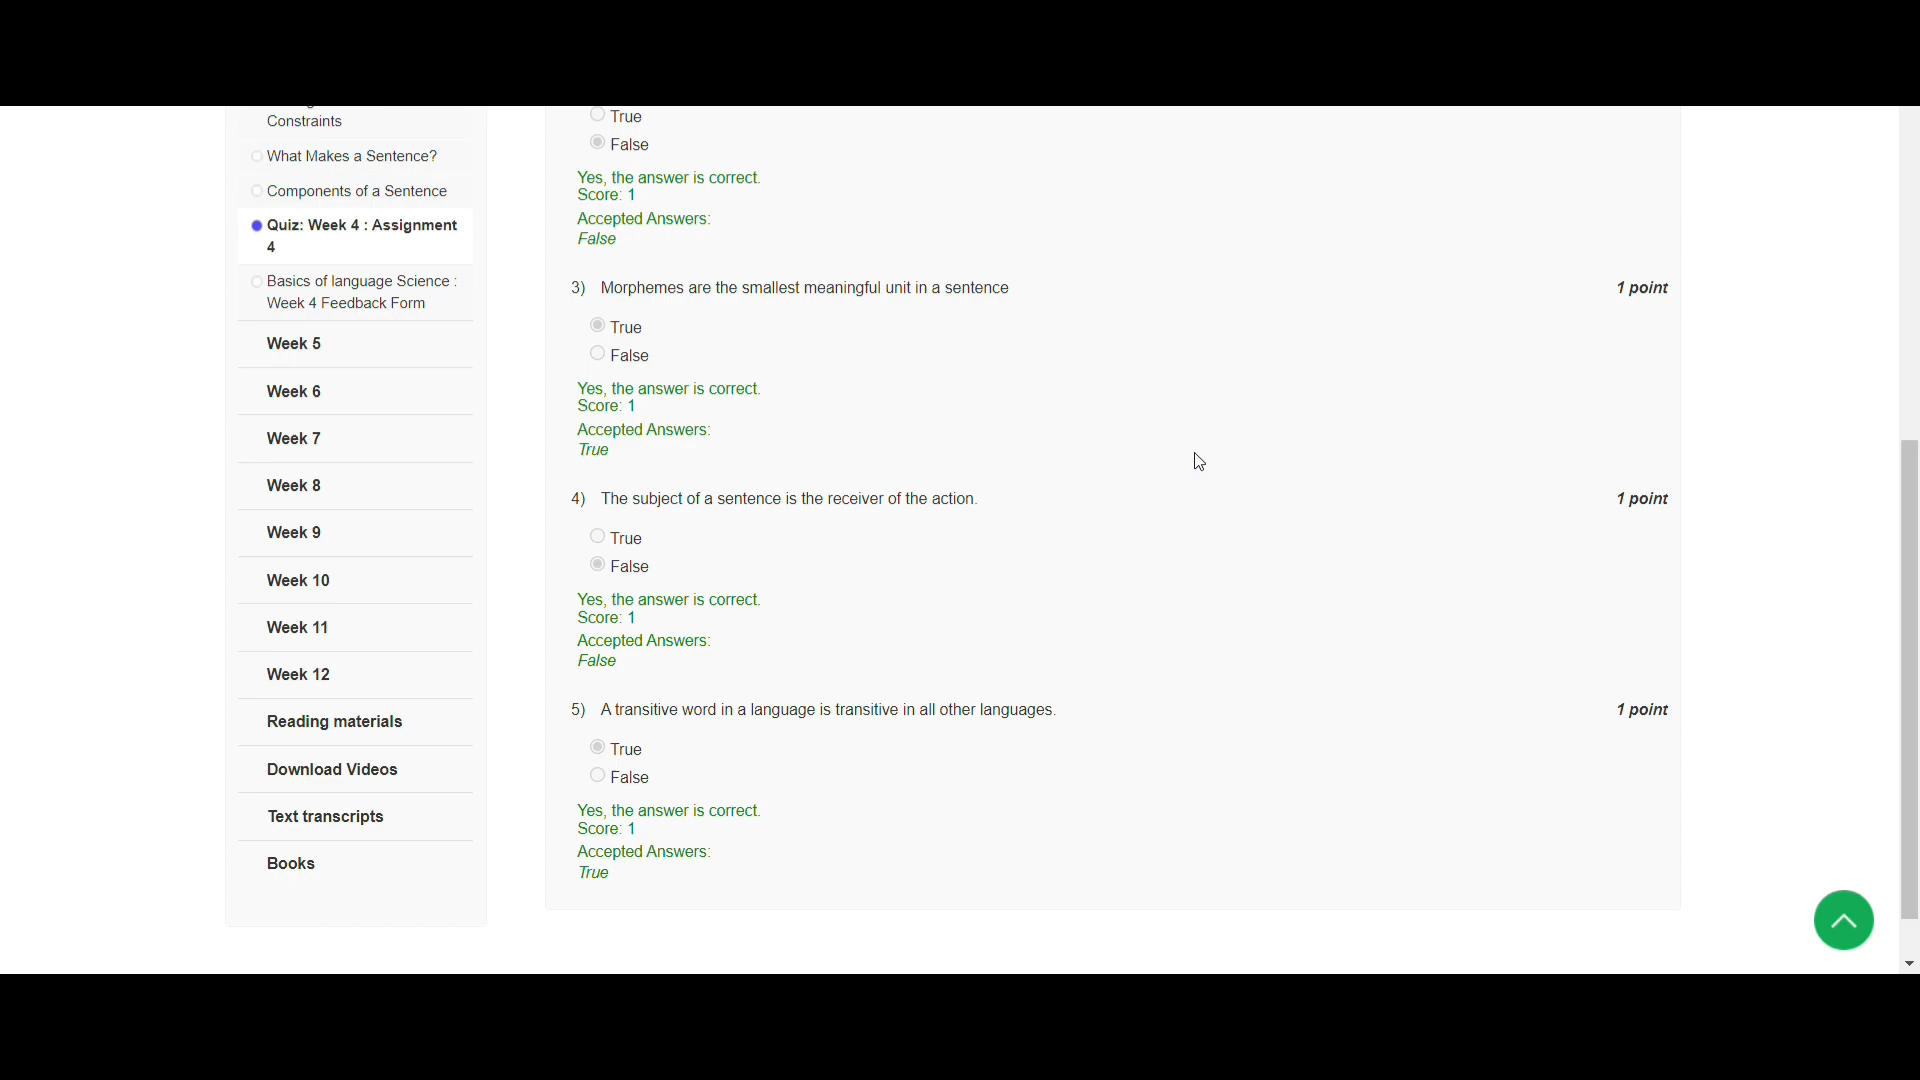 Constraints
What Makes a Sentence?
Components of a Sentence
Quiz: Week 4 : Assignment
4
Basics of language Science :
Week 4 Feedback Form
Week 5
Week 6
Week 7
Week 8
Week 9
Week 10
Week 11
Week 12
Reading materials
Download Videos
Text transcripts
Books
True
False
Yes, the answer is correct.
Score: 1
Accepted Answers:
False
3) Morphemes are the smallest meaningful unit in a sentence 1 point
True
False
Yes, the answer is correct.
Score: 1
Accepted Answers:
True
4) The subject of a sentence is the receiver of the action. 1 point
True
False
Yes, the answer is correct.
Score: 1
Accepted Answers:
False
5) A transitive word in a language is transitive in all other languages. 1 point
True
False
Yes, the answer is correct.
Score: 1
Accepted Answers:
True